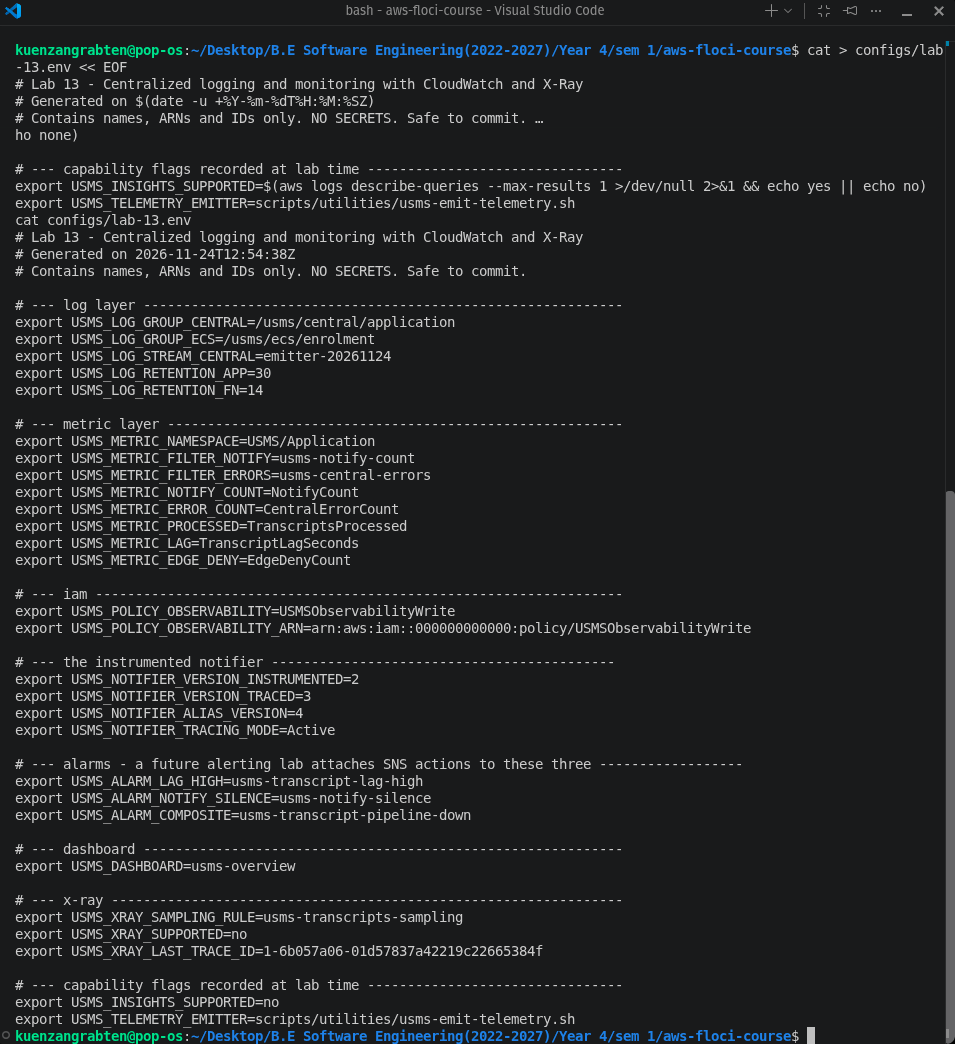 bash - aws-floci-course - Visual Studio Code
kuenzangrabten@pop-os:~/Desktop/B.E Software Engineering(2022-2027)/Year 4/sem 1/aws-floci-course$ cat > configs/lab
-13.env << EOF
# Lab 13 - Centralized logging and monitoring with CloudWatch and X-Ray
# Generated on $(date -u +%Y-%m-%dT%H:%M:%SZ)
# Contains names, ARNs and IDs only. NO SECRETS. Safe to commit. …
ho none)

# --- capability flags recorded at lab time --------------------------------
export USMS_INSIGHTS_SUPPORTED=$(aws logs describe-queries --max-results 1 >/dev/null 2>&1 && echo yes || echo no)
export USMS_TELEMETRY_EMITTER=scripts/utilities/usms-emit-telemetry.sh
cat configs/lab-13.env
# Lab 13 - Centralized logging and monitoring with CloudWatch and X-Ray
# Generated on 2026-11-24T12:54:38Z
# Contains names, ARNs and IDs only. NO SECRETS. Safe to commit.

# --- log layer ------------------------------------------------------------
export USMS_LOG_GROUP_CENTRAL=/usms/central/application
export USMS_LOG_GROUP_ECS=/usms/ecs/enrolment
export USMS_LOG_STREAM_CENTRAL=emitter-20261124
export USMS_LOG_RETENTION_APP=30
export USMS_LOG_RETENTION_FN=14

# --- metric layer ---------------------------------------------------------
export USMS_METRIC_NAMESPACE=USMS/Application
export USMS_METRIC_FILTER_NOTIFY=usms-notify-count
export USMS_METRIC_FILTER_ERRORS=usms-central-errors
export USMS_METRIC_NOTIFY_COUNT=NotifyCount
export USMS_METRIC_ERROR_COUNT=CentralErrorCount
export USMS_METRIC_PROCESSED=TranscriptsProcessed
export USMS_METRIC_LAG=TranscriptLagSeconds
export USMS_METRIC_EDGE_DENY=EdgeDenyCount

# --- iam ------------------------------------------------------------------
export USMS_POLICY_OBSERVABILITY=USMSObservabilityWrite
export USMS_POLICY_OBSERVABILITY_ARN=arn:aws:iam::000000000000:policy/USMSObservabilityWrite

# --- the instrumented notifier -------------------------------------------
export USMS_NOTIFIER_VERSION_INSTRUMENTED=2
export USMS_NOTIFIER_VERSION_TRACED=3
export USMS_NOTIFIER_ALIAS_VERSION=4
export USMS_NOTIFIER_TRACING_MODE=Active

# --- alarms - a future alerting lab attaches SNS actions to these three ------------------
export USMS_ALARM_LAG_HIGH=usms-transcript-lag-high
export USMS_ALARM_NOTIFY_SILENCE=usms-notify-silence
export USMS_ALARM_COMPOSITE=usms-transcript-pipeline-down

# --- dashboard ------------------------------------------------------------
export USMS_DASHBOARD=usms-overview

# --- x-ray ----------------------------------------------------------------
export USMS_XRAY_SAMPLING_RULE=usms-transcripts-sampling
export USMS_XRAY_SUPPORTED=no
export USMS_XRAY_LAST_TRACE_ID=1-6b057a06-01d57837a42219c22665384f

# --- capability flags recorded at lab time --------------------------------
export USMS_INSIGHTS_SUPPORTED=no
export USMS_TELEMETRY_EMITTER=scripts/utilities/usms-emit-telemetry.sh
kuenzangrabten@pop-os:~/Desktop/B.E Software Engineering(2022-2027)/Year 4/sem 1/aws-floci-course$